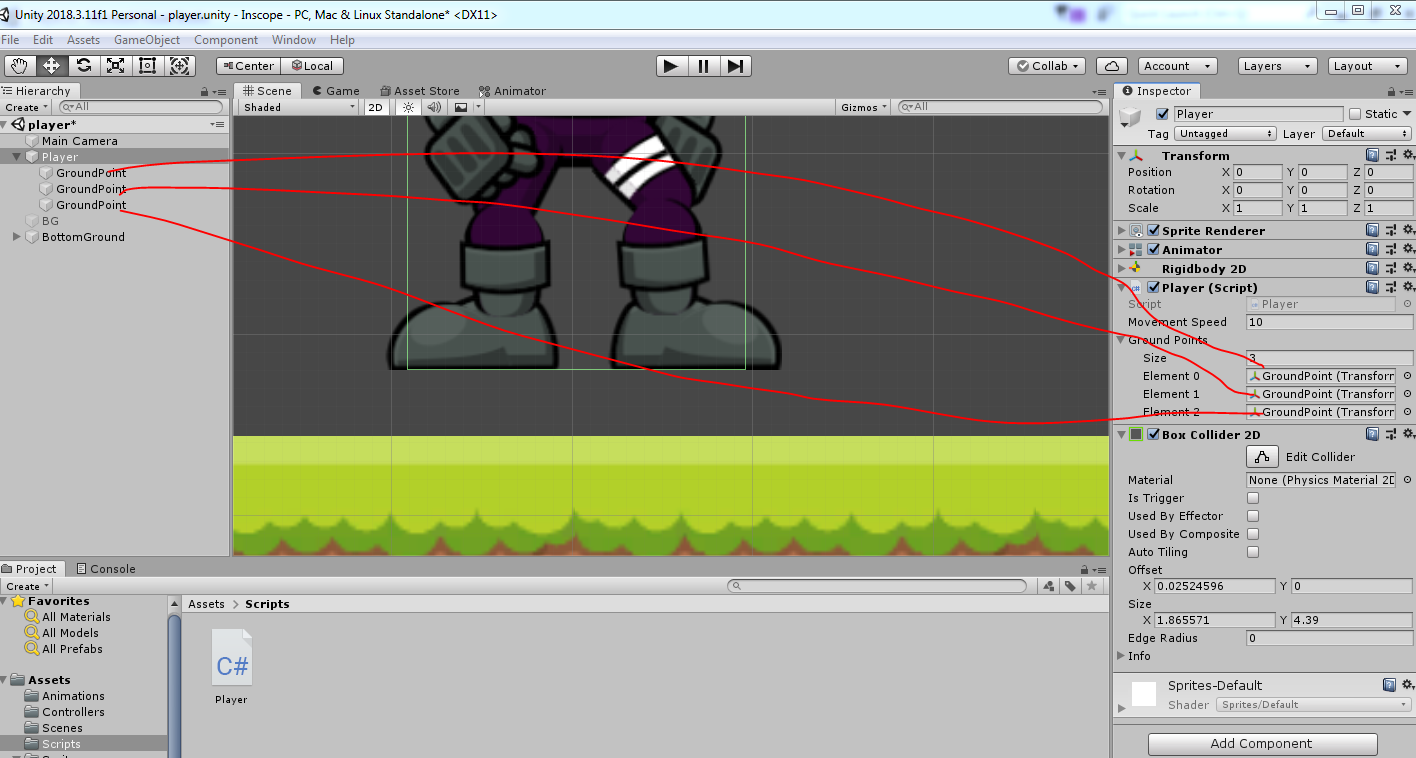 Unity 2018.3.11f1 Personal - player.unity - Inscope - PC, Mac & Linux Standalone* <DX11>
File Edit Assets GameObject Component Window Help
Center Local Collab Account Layers Layout
Hierarchy
Create All
player*
Main Camera
Player
GroundPoint
GroundPoint
GroundPoint
BG
BottomGround
Scene Game Asset Store Animator
Shaded 2D Gizmos All
Inspector
Player Static
Tag Untagged Layer Default
Transform
Position X 0 Y 0 Z 0
Rotation X 0 Y 0 Z 0
Scale X 1 Y 1 Z 1
Sprite Renderer
Animator
Rigidbody 2D
Player (Script)
Script Player
Movement Speed 10
Ground Points
Size 3
Element 0 GroundPoint (Transforr
Element 1 GroundPoint (Transforr
Element 2 GroundPoint (Transforr
Box Collider 2D
Edit Collider
Material None (Physics Material 2D
Is Trigger
Used By Effector
Used By Composite
Auto Tiling
Offset
X 0.02524596 Y 0
Size
X 1.865571 Y 4.39
Edge Radius 0
Info
Sprites-Default
Shader Sprites/Default
Add Component
Project Console
Create
Favorites
All Materials
All Models
All Prefabs
Assets
Animations
Controllers
Scenes
Scripts
Assets > Scripts
C#
Player